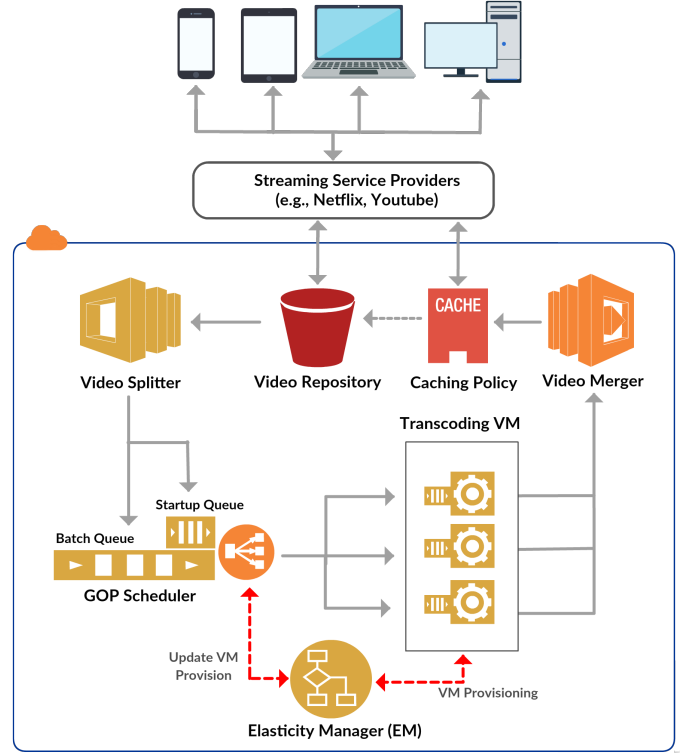 Streaming Service Providers
(e.g., Netflix, Youtube)
CACHE
Video Splitter
Video Repository
Caching Policy
Video Merger
Transcoding VM
Startup Queue
Batch Queue
GOP Scheduler
Update VM
Provision
VM Provisioning
Elasticity Manager (EM)